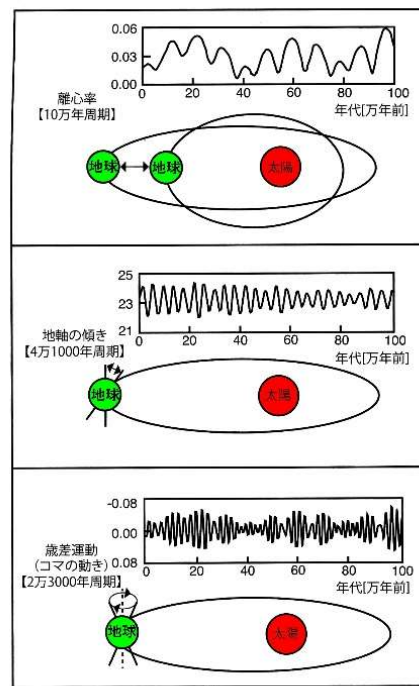 0.06
0.03
0.00
0 20 40 60 80 100
年代[万年前]
離心率
【10万年周期】
地球 地球 太陽
25
23
21
0 20 40 60 80 100
年代[万年前]
地軸の傾き
【4万1000年周期】
地球 太陽
-0.08
0.00
0.08
0 20 40 60 80 100
年代[万年前]
歳差運動
(コマの動き)
【2万3000年周期】
地球 太陽